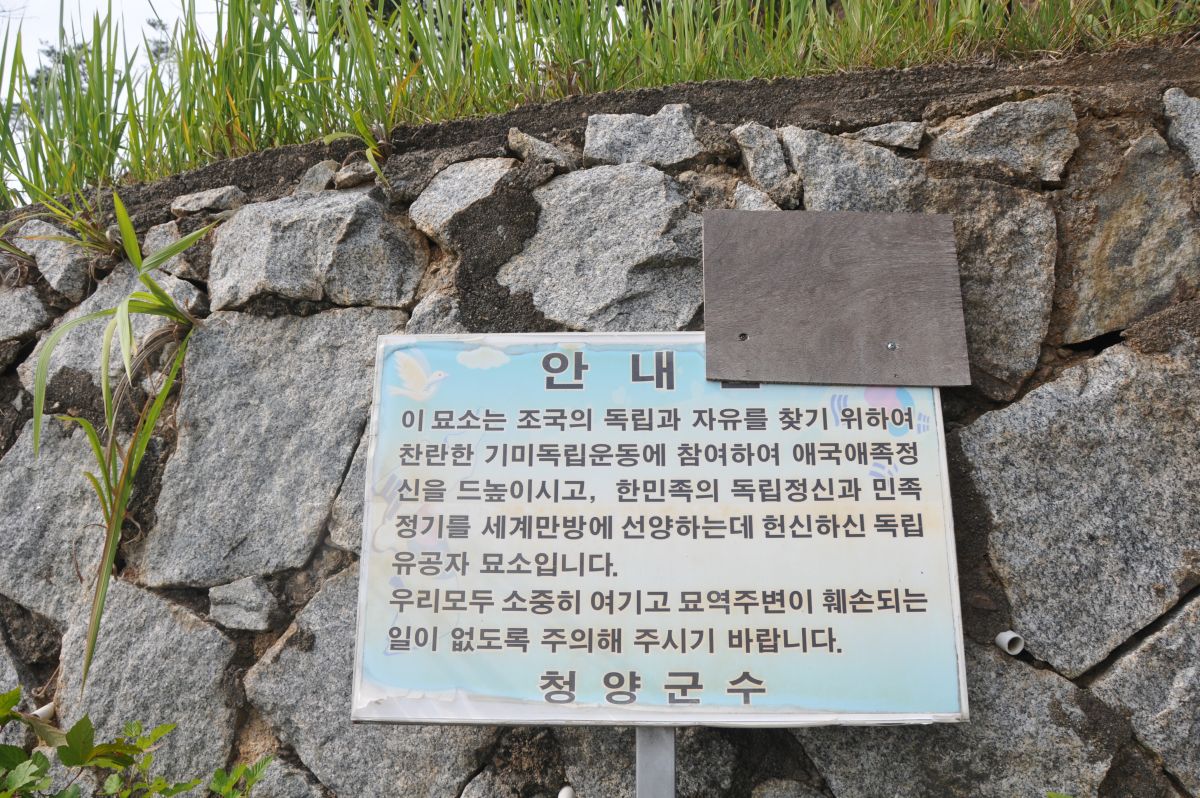 안 내
이 묘소는 조국의 독립과 자유를 찾기 위하여
찬란한 기미독립운동에 참여하여 애국애족정
신을 드높이시고, 한민족의 독립정신과 민족
정기를 세계만방에 선양하는데 헌신하신 독립
유공자 묘소입니다.
우리모두 소중히 여기고 묘역주변이 훼손되는
일이 없도록 주의해 주시기 바랍니다.
청 양 군 수